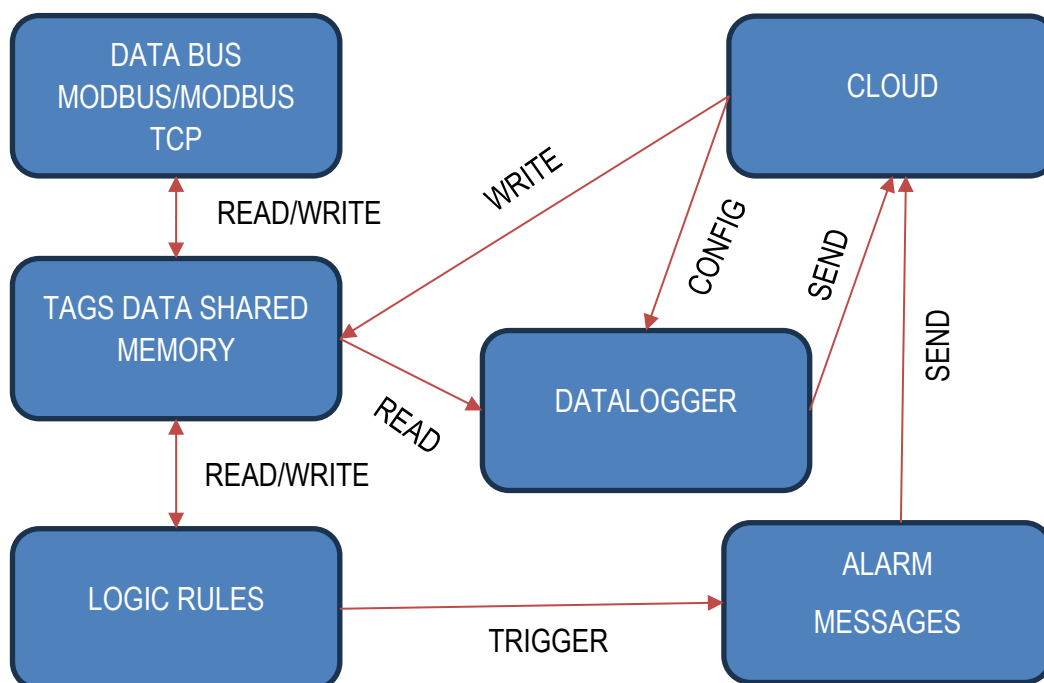 DATA BUS
MODBUS/MODBUS
TCP
CLOUD
WRITE
READ/WRITE
CONFIG
SEND
TAGS DATA SHARED
MEMORY
SEND
DATALOGGER
READ
READ/WRITE
LOGIC RULES
TRIGGER
ALARM
MESSAGES